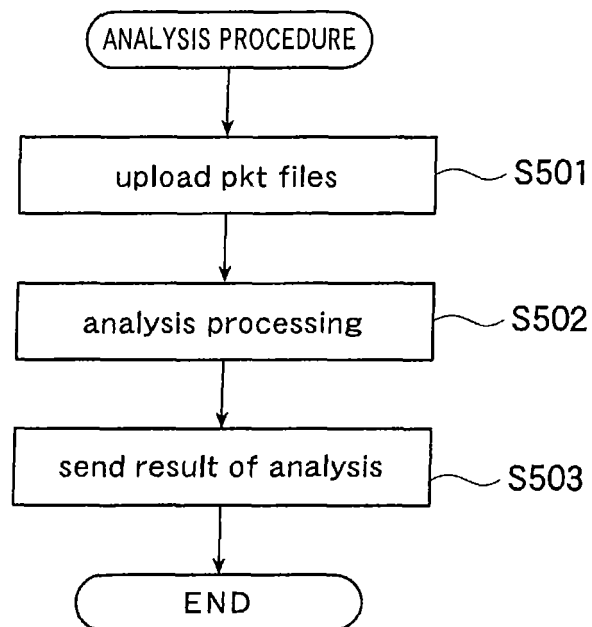 ANALYSIS PROCEDURE
upload pkt files
S501
analysis processing
S502
send result of analysis
S503
END